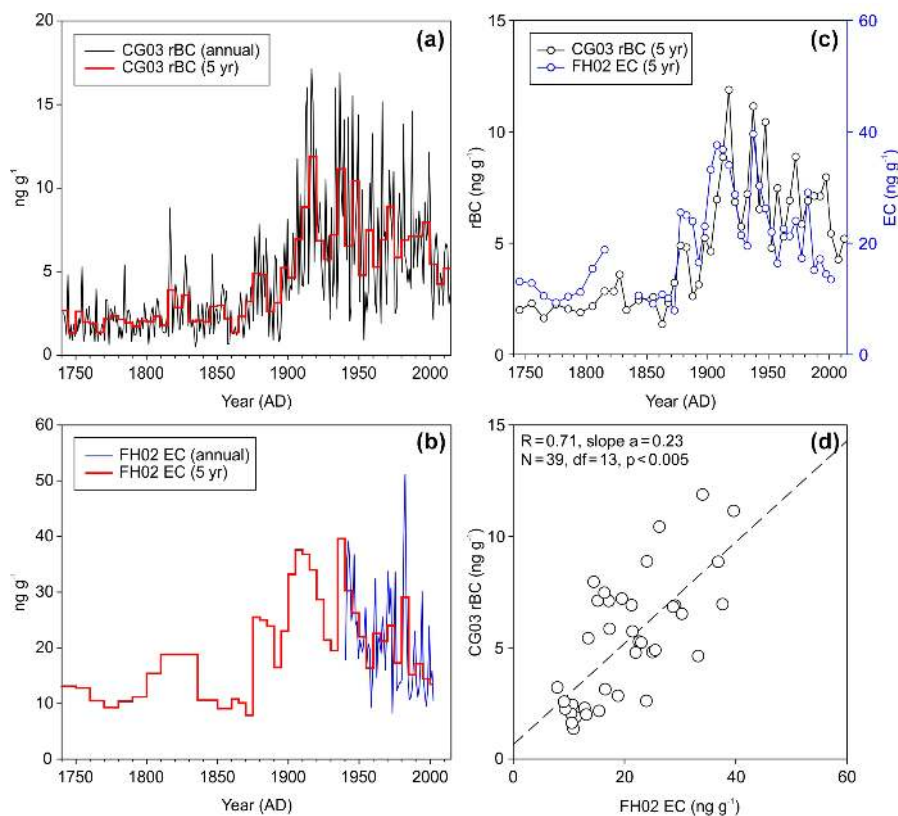 20
15
10
5
0
ng g⁻¹
CG03 rBC (annual)
CG03 rBC (5 yr)
(a)
1750 1800 1850 1900 1950 2000
Year (AD)
15
10
5
0
rBC (ng g⁻¹)
CG03 rBC (5 yr)
FH02 EC (5 yr)
(c)
60
40
20
0
EC (ng g⁻¹)
1750 1800 1850 1900 1950 2000
Year (AD)
60
50
40
30
20
10
0
ng g⁻¹
FH02 EC (annual)
FH02 EC (5 yr)
(b)
1750 1800 1850 1900 1950 2000
Year (AD)
15
10
5
0
CG03 rBC (ng g⁻¹)
R=0.71, slope a=0.23
N=39, df=13, p<0.005
(d)
0 20 40 60
FH02 EC (ng g⁻¹)